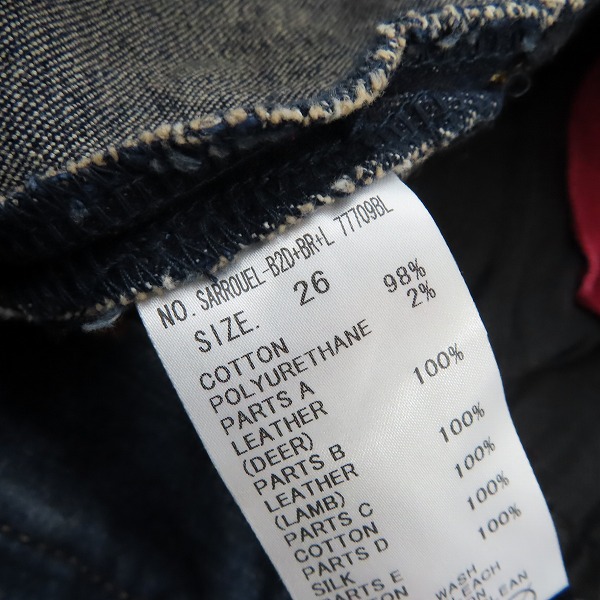 NO. SARROUEL-B2D+BR+L 77709BL
SIZE. 26
COTTON 98%
POLYURETHANE 2%
PARTS A
LEATHER 100%
(DEER)
PARTS B
LEATHER 100%
(LAMB)
PARTS C
COTTON 100%
PARTS D
SILK 100%
PARTS E
WASH